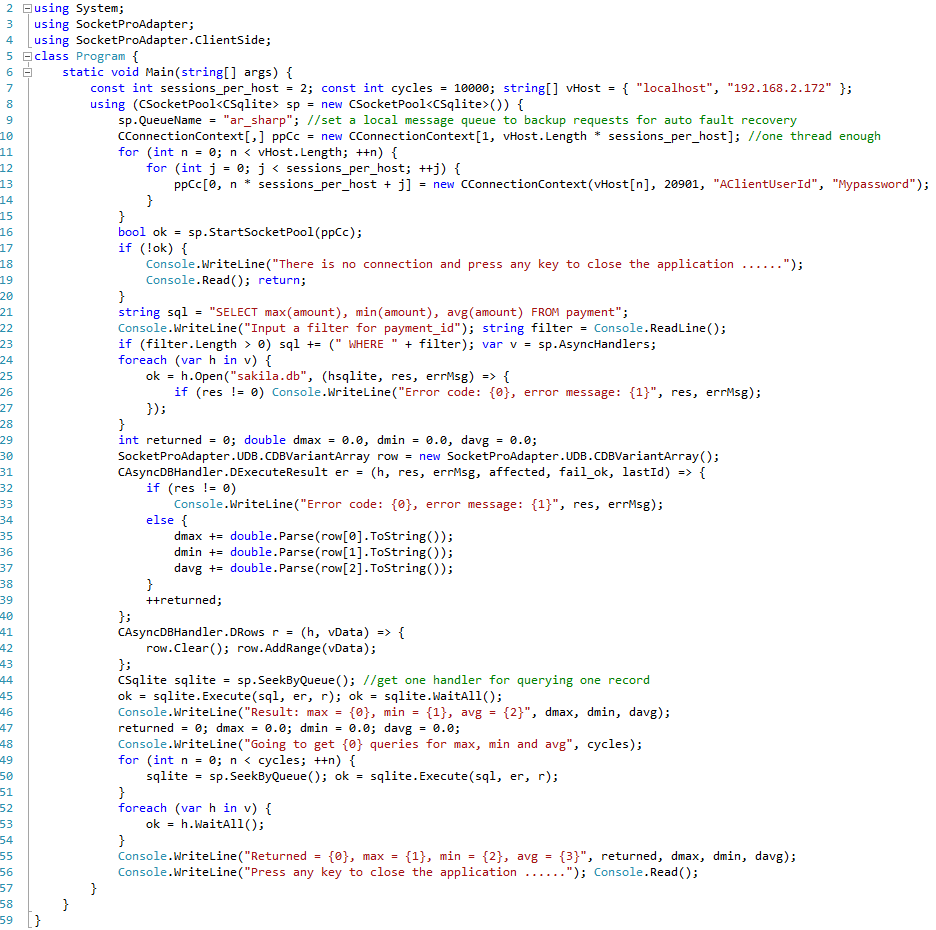 2 using System;
3 using SocketProAdapter;
4 using SocketProAdapter.ClientSide;
5 class Program {
6 static void Main(string[] args) {
7 const int sessions_per_host = 2; const int cycles = 10000; string[] vHost = { "localhost", "192.168.2.172" };
8 using (CSocketPool<CSqlite> sp = new CSocketPool<CSqlite>()) {
9 sp.QueueName = "ar_sharp"; //set a local message queue to backup requests for auto fault recovery
10 CConnectionContext[,] ppCc = new CConnectionContext[1, vHost.Length * sessions_per_host]; //one thread enough
11 for (int n = 0; n < vHost.Length; ++n) {
12 for (int j = 0; j < sessions_per_host; ++j) {
13 ppCc[0, n * sessions_per_host + j] = new CConnectionContext(vHost[n], 20901, "AClientUserId", "Mypassword");
14 }
15 }
16 bool ok = sp.StartSocketPool(ppCc);
17 if (!ok) {
18 Console.WriteLine("There is no connection and press any key to close the application ......");
19 Console.Read(); return;
20 }
21 string sql = "SELECT max(amount), min(amount), avg(amount) FROM payment";
22 Console.WriteLine("Input a filter for payment_id"); string filter = Console.ReadLine();
23 if (filter.Length > 0) sql += (" WHERE " + filter); var v = sp.AsyncHandlers;
24 foreach (var h in v) {
25 ok = h.Open("sakila.db", (hsqlite, res, errMsg) => {
26 if (res != 0) Console.WriteLine("Error code: {0}, error message: {1}", res, errMsg);
27 });
28 }
29 int returned = 0; double dmax = 0.0, dmin = 0.0, davg = 0.0;
30 SocketProAdapter.UDB.CDBVariantArray row = new SocketProAdapter.UDB.CDBVariantArray();
31 CAsyncDBHandler.DExecuteResult er = (h, res, errMsg, affected, fail_ok, lastId) => {
32 if (res != 0)
33 Console.WriteLine("Error code: {0}, error message: {1}", res, errMsg);
34 else {
35 dmax += double.Parse(row[0].ToString());
36 dmin += double.Parse(row[1].ToString());
37 davg += double.Parse(row[2].ToString());
38 }
39 ++returned;
40 };
41 CAsyncDBHandler.DRows r = (h, vData) => {
42 row.Clear(); row.AddRange(vData);
43 };
44 CSqlite sqlite = sp.SeekByQueue(); //get one handler for querying one record
45 ok = sqlite.Execute(sql, er, r); ok = sqlite.WaitAll();
46 Console.WriteLine("Result: max = {0}, min = {1}, avg = {2}", dmax, dmin, davg);
47 returned = 0; dmax = 0.0; dmin = 0.0; davg = 0.0;
48 Console.WriteLine("Going to get {0} queries for max, min and avg", cycles);
49 for (int n = 0; n < cycles; ++n) {
50 sqlite = sp.SeekByQueue(); ok = sqlite.Execute(sql, er, r);
51 }
52 foreach (var h in v) {
53 ok = h.WaitAll();
54 }
55 Console.WriteLine("Returned = {0}, max = {1}, min = {2}, avg = {3}", returned, dmax, dmin, davg);
56 Console.WriteLine("Press any key to close the application ......"); Console.Read();
57 }
58 }
59 }